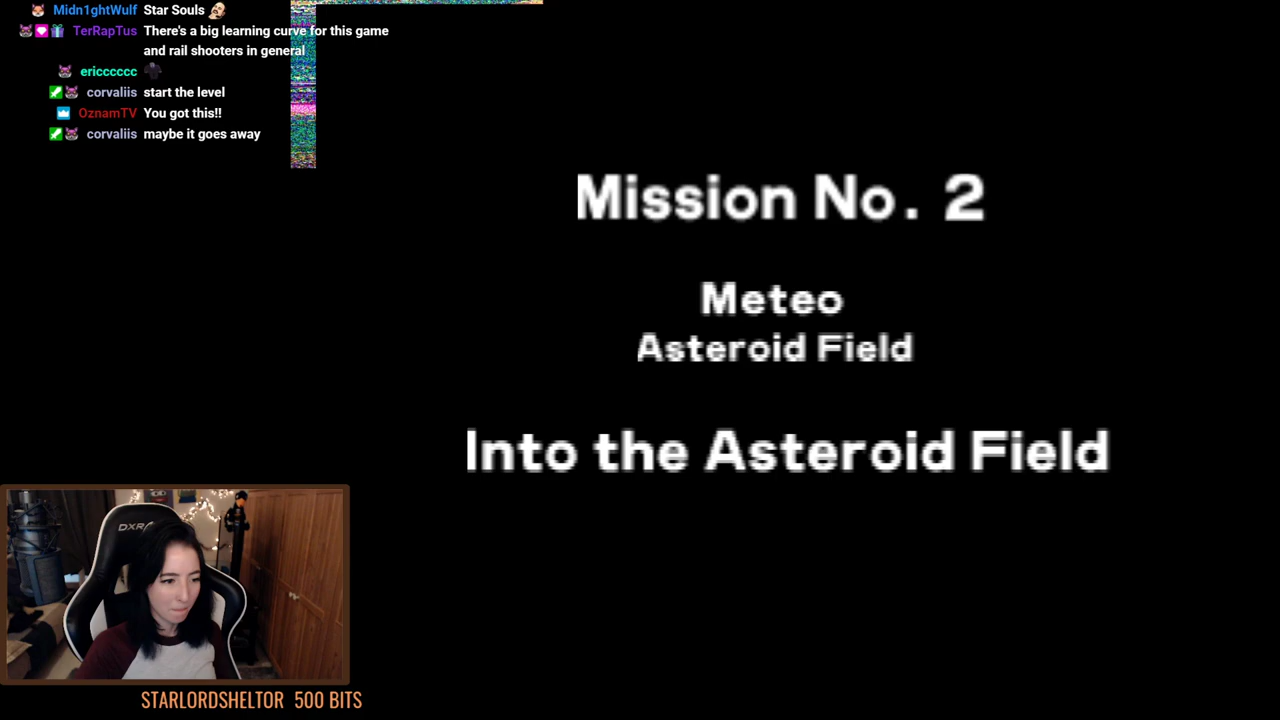 Midn1ghtWulf Star Souls
TerRapTus There's a big learning curve for this game
and rail shooters in general
ericccccc
corvaliis start the level
OznamTV You got this!!
corvaliis maybe it goes away
Mission No. 2
Meteo
Asteroid Field
Into the Asteroid Field
DXR
STARLORDSHELTOR 500 BITS